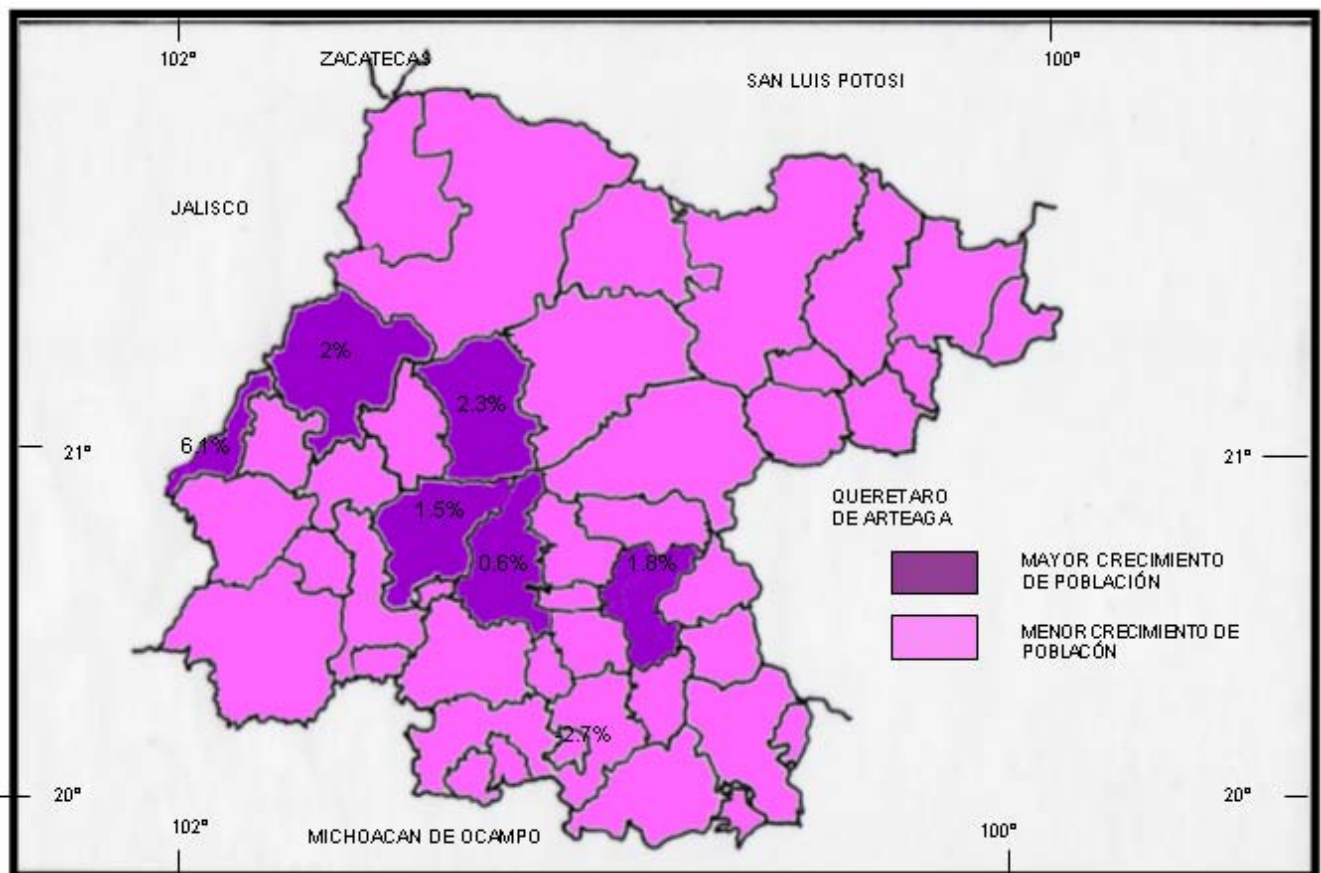 102°
ZACATECAS
100°
SAN LUIS POTOSI
JALISCO
2%
2.3%
6.1%
21°
21°
1.5%
QUERETARO
DE ARTEAGA
0.6%
1.8%
MAYOR CRECIMIENTO
DE POBLACIÓN
MENOR CRECIMIENTO DE
POBLACÓN
-2.7%
20°
20°
102°
100°
MICHOACAN DE OCAMPO